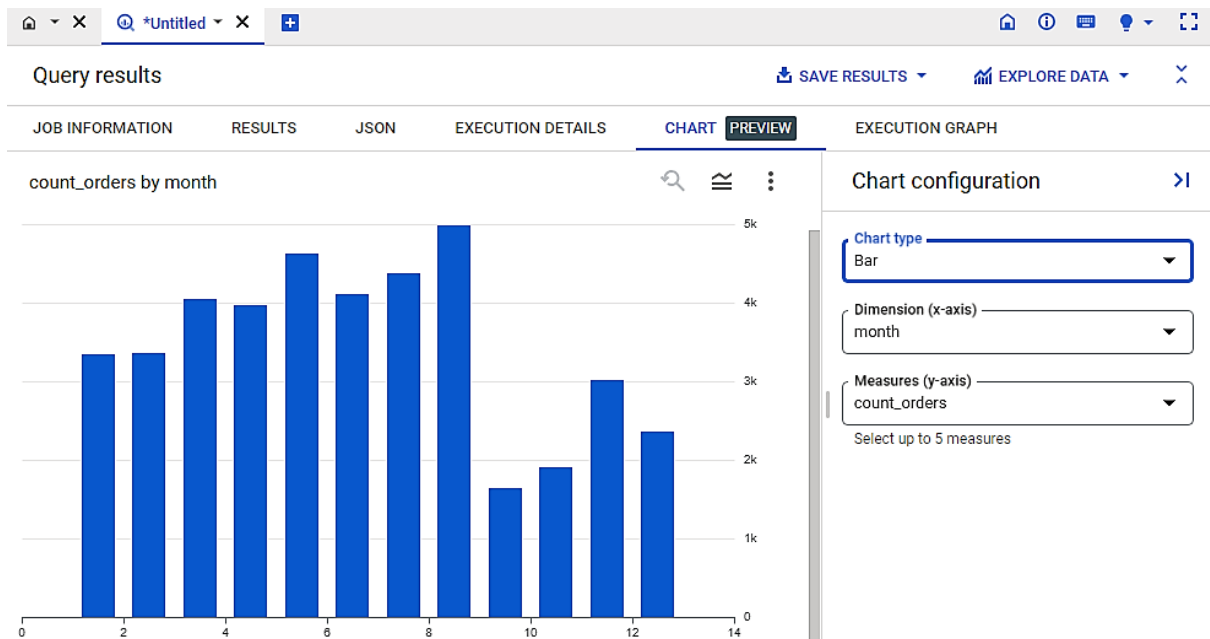 *Untitled
Query results
SAVE RESULTS
EXPLORE DATA
JOB INFORMATION
RESULTS
JSON
EXECUTION DETAILS
CHART PREVIEW
EXECUTION GRAPH
count_orders by month
5k
4k
3k
2k
1k
0
0 2 4 6 8 10 12 14
Chart configuration
Chart type
Bar
Dimension (x-axis)
month
Measures (y-axis)
count_orders
Select up to 5 measures